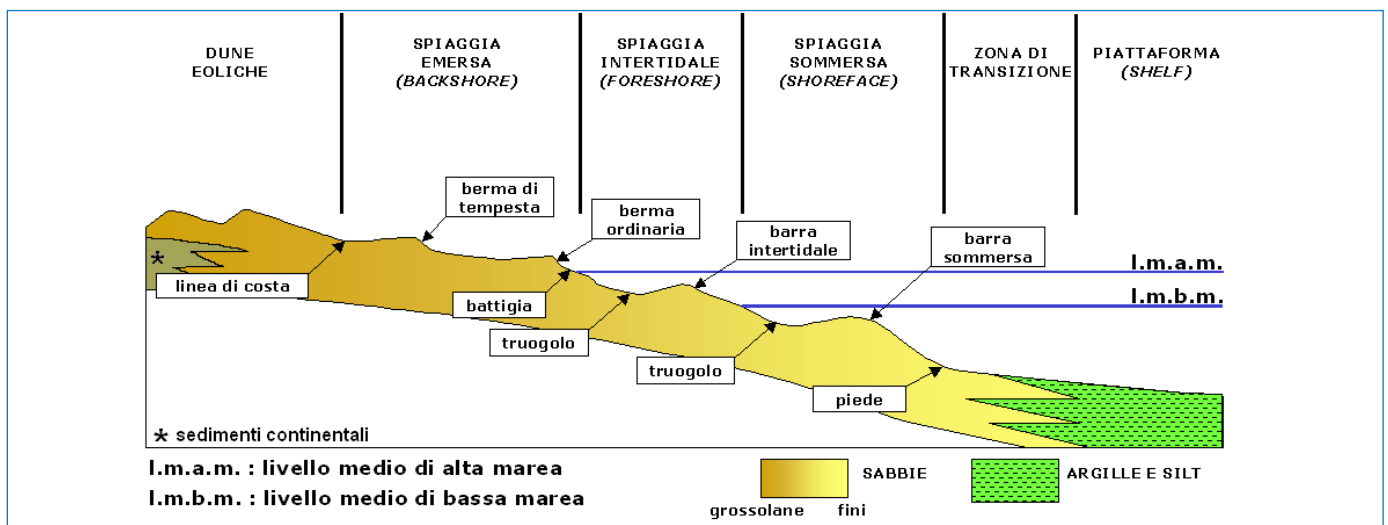 DUNE
EOLICHE
SPIAGGIA
EMERSA
(BACKSHORE)
SPIAGGIA
INTERTIDALE
(FORESHORE)
SPIAGGIA
SOMMERSA
(SHOREFACE)
ZONA DI
TRANSIZIONE
PIATTAFORMA
(SHELF)
berma di
tempesta
berma
ordinaria
barra
intertidale
barra
sommersa
l.m.a.m.
l.m.b.m.
*
linea di costa
battigia
truogolo
truogolo
piede
* sedimenti continentali
l.m.a.m. : livello medio di alta marea
l.m.b.m. : livello medio di bassa marea
SABBIE
grossolane fini
ARGILLE E SILT